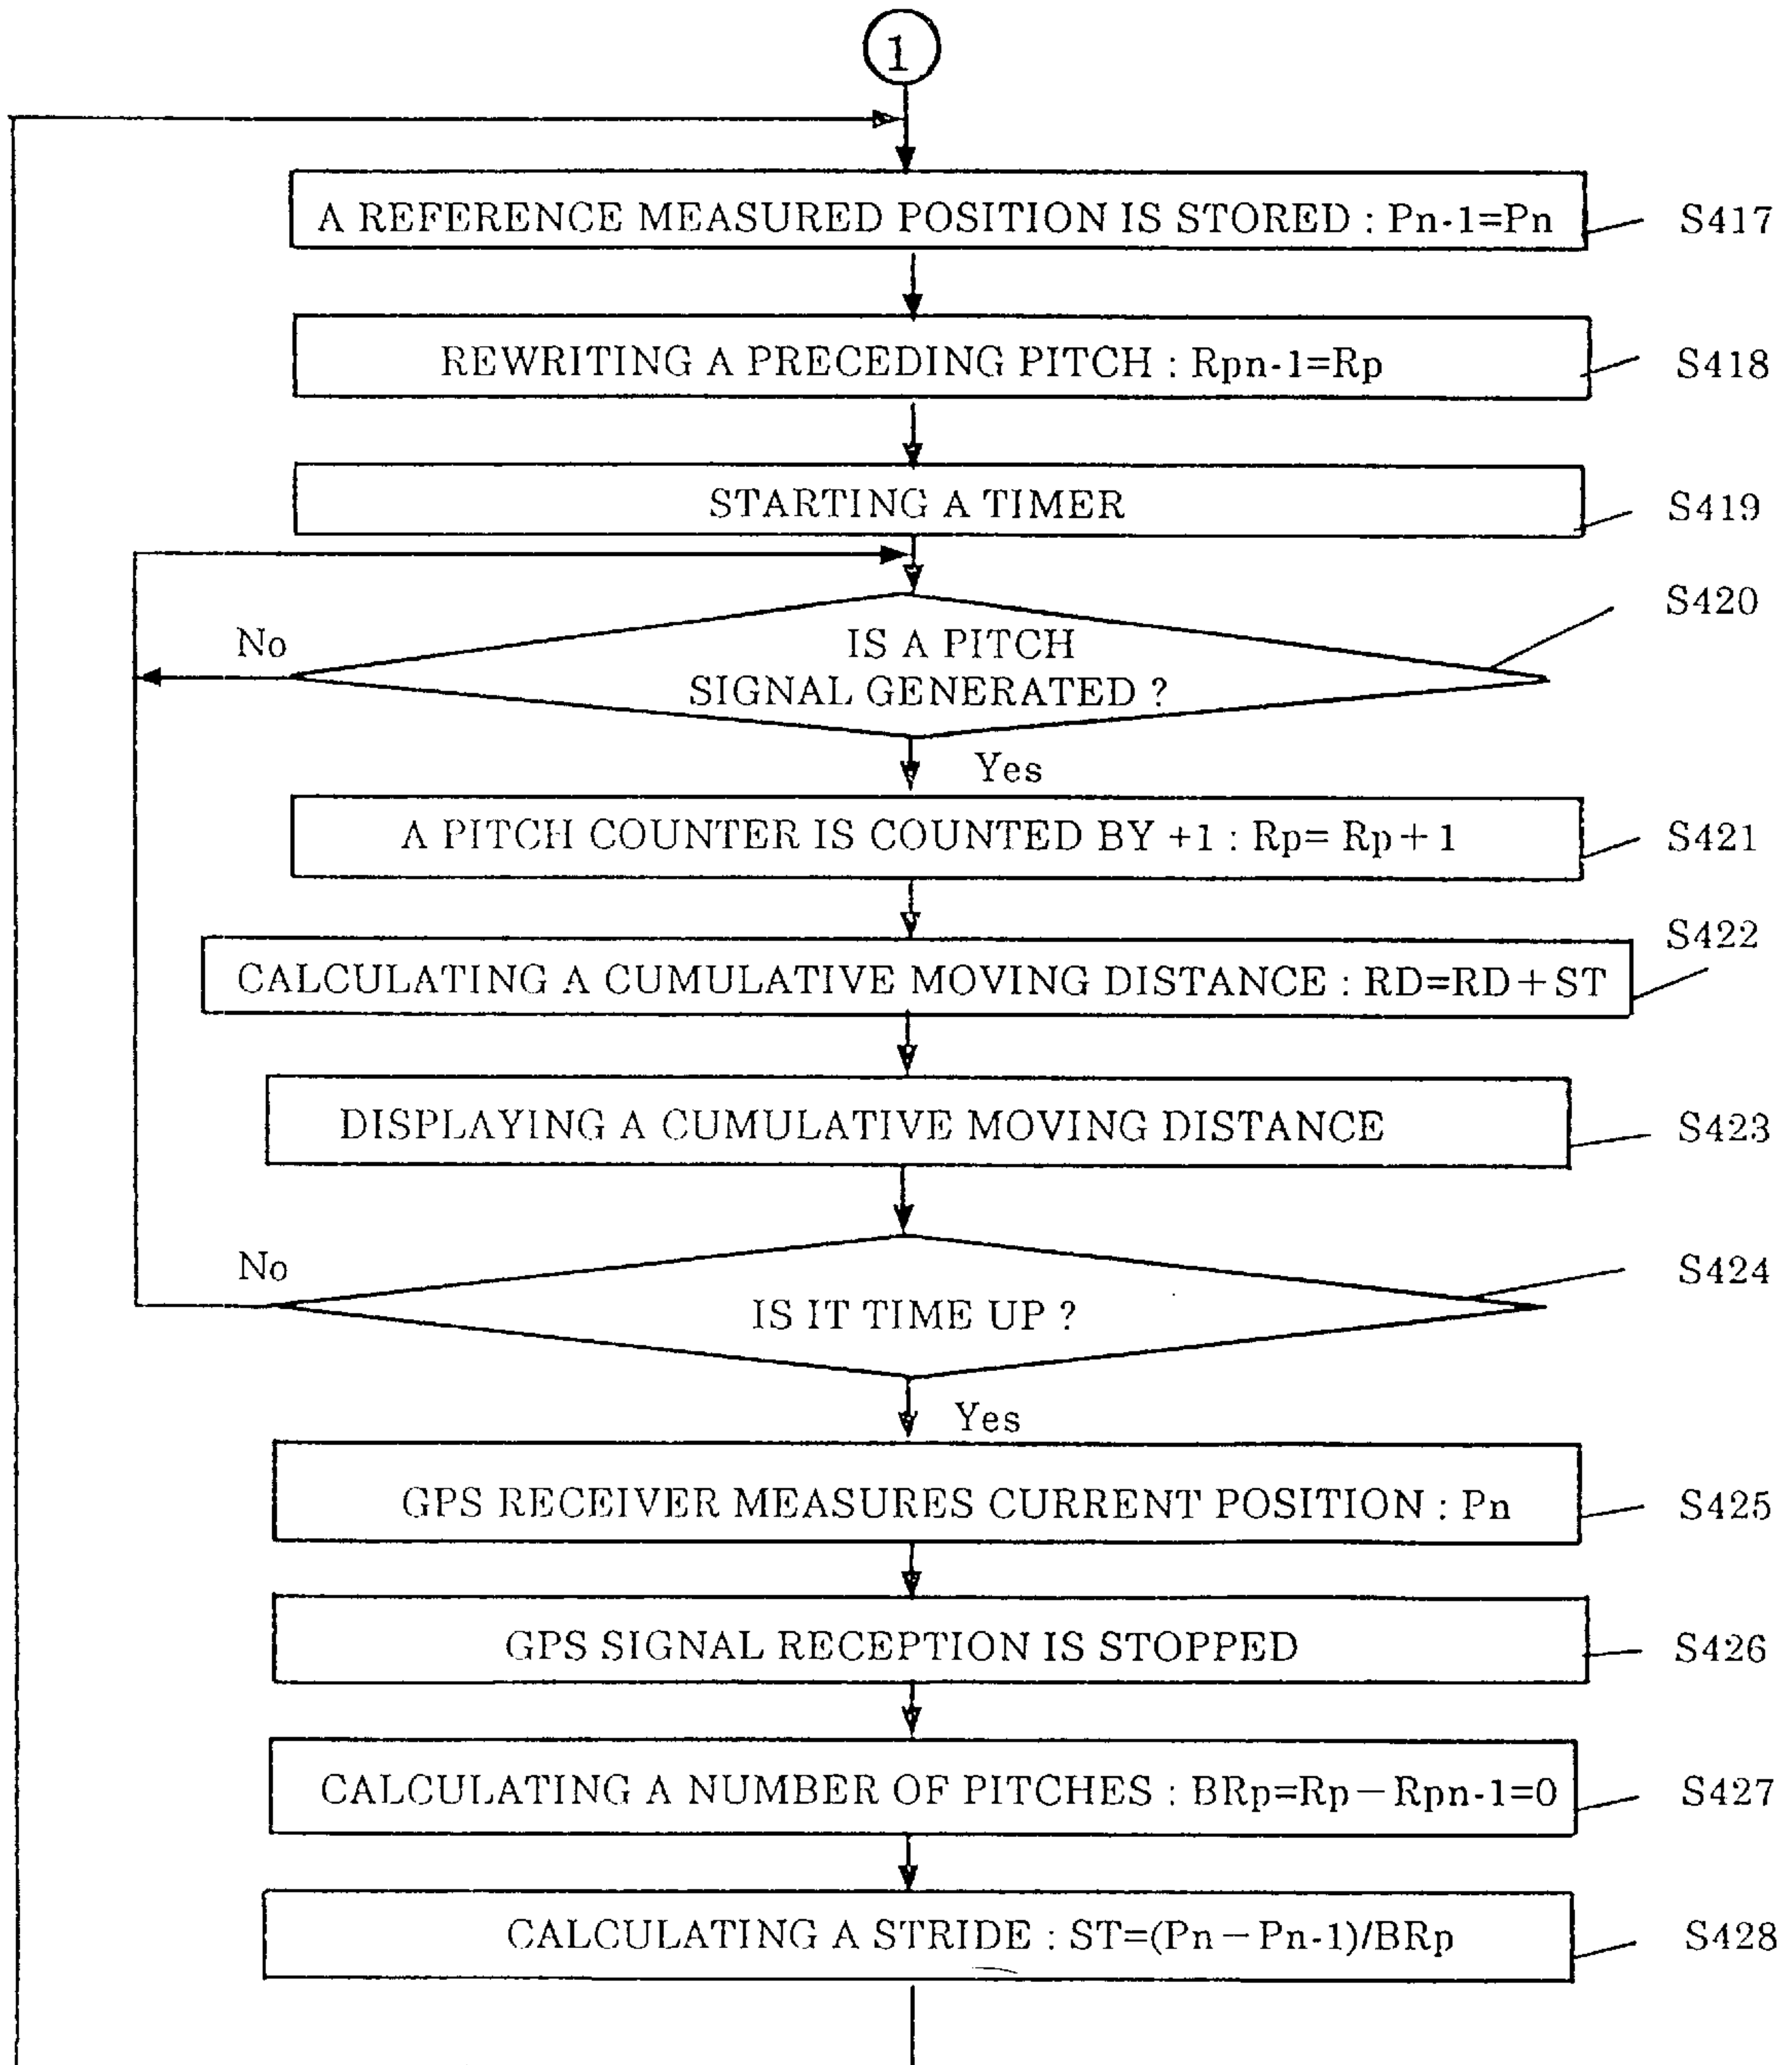 1
A REFERENCE MEASURED POSITION IS STORED : Pn-1=Pn
S417
REWRITING A PRECEDING PITCH : Rpn-1=Rp
S418
STARTING A TIMER
S419
S420
No
IS A PITCH
SIGNAL GENERATED ?
Yes
A PITCH COUNTER IS COUNTED BY +1 : Rp= Rp+1
S421
S422
CALCULATING A CUMULATIVE MOVING DISTANCE : RD=RD+ST
DISPLAYING A CUMULATIVE MOVING DISTANCE
S423
No
S424
IS IT TIME UP ?
Yes
GPS RECEIVER MEASURES CURRENT POSITION : Pn
S425
GPS SIGNAL RECEPTION IS STOPPED
S426
CALCULATING A NUMBER OF PITCHES : BRp=Rp−Rpn-1=0
S427
CALCULATING A STRIDE : ST=(Pn−Pn-1)/BRp
S428